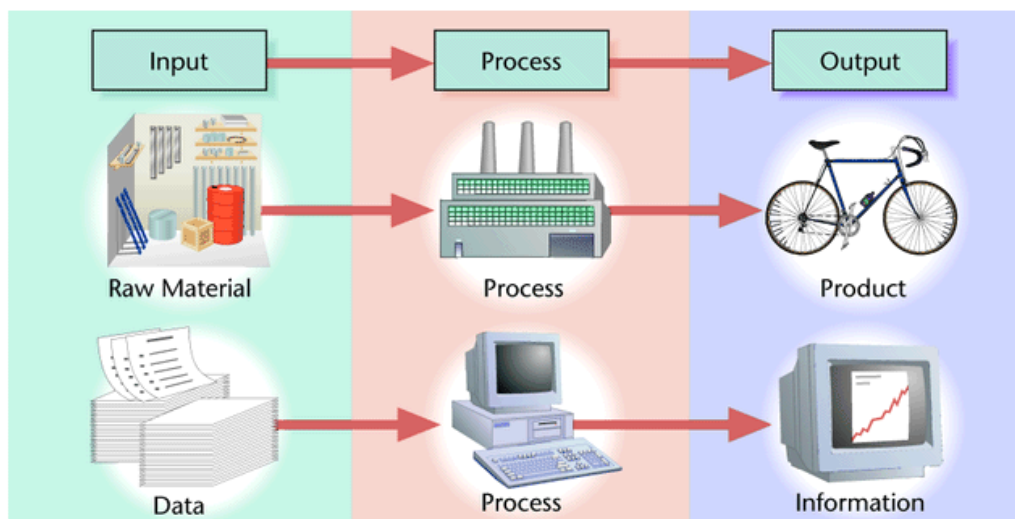 Input
Process
Output
Raw Material
Process
Product
Data
Process
Information